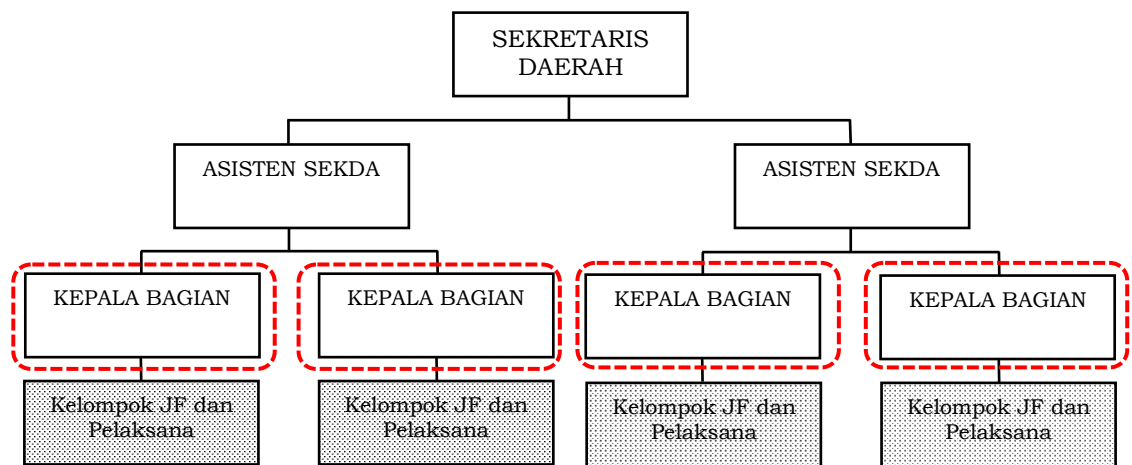 SEKRETARIS
DAERAH
ASISTEN SEKDA
ASISTEN SEKDA
KEPALA BAGIAN
KEPALA BAGIAN
KEPALA BAGIAN
KEPALA BAGIAN
Kelompok JF dan
Pelaksana
Kelompok JF dan
Pelaksana
Kelompok JF dan
Pelaksana
Kelompok JF dan
Pelaksana